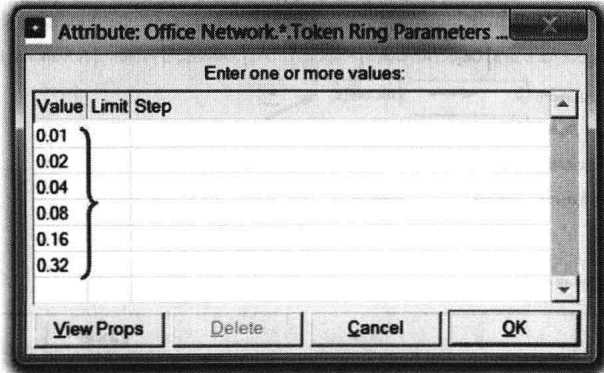 Attribute: Office Network.*.Token Ring Parameters ...
Enter one or more values:
Value Limit Step
0.01
0.02
0.04
0.08
0.16
0.32
View Props Delete Cancel OK